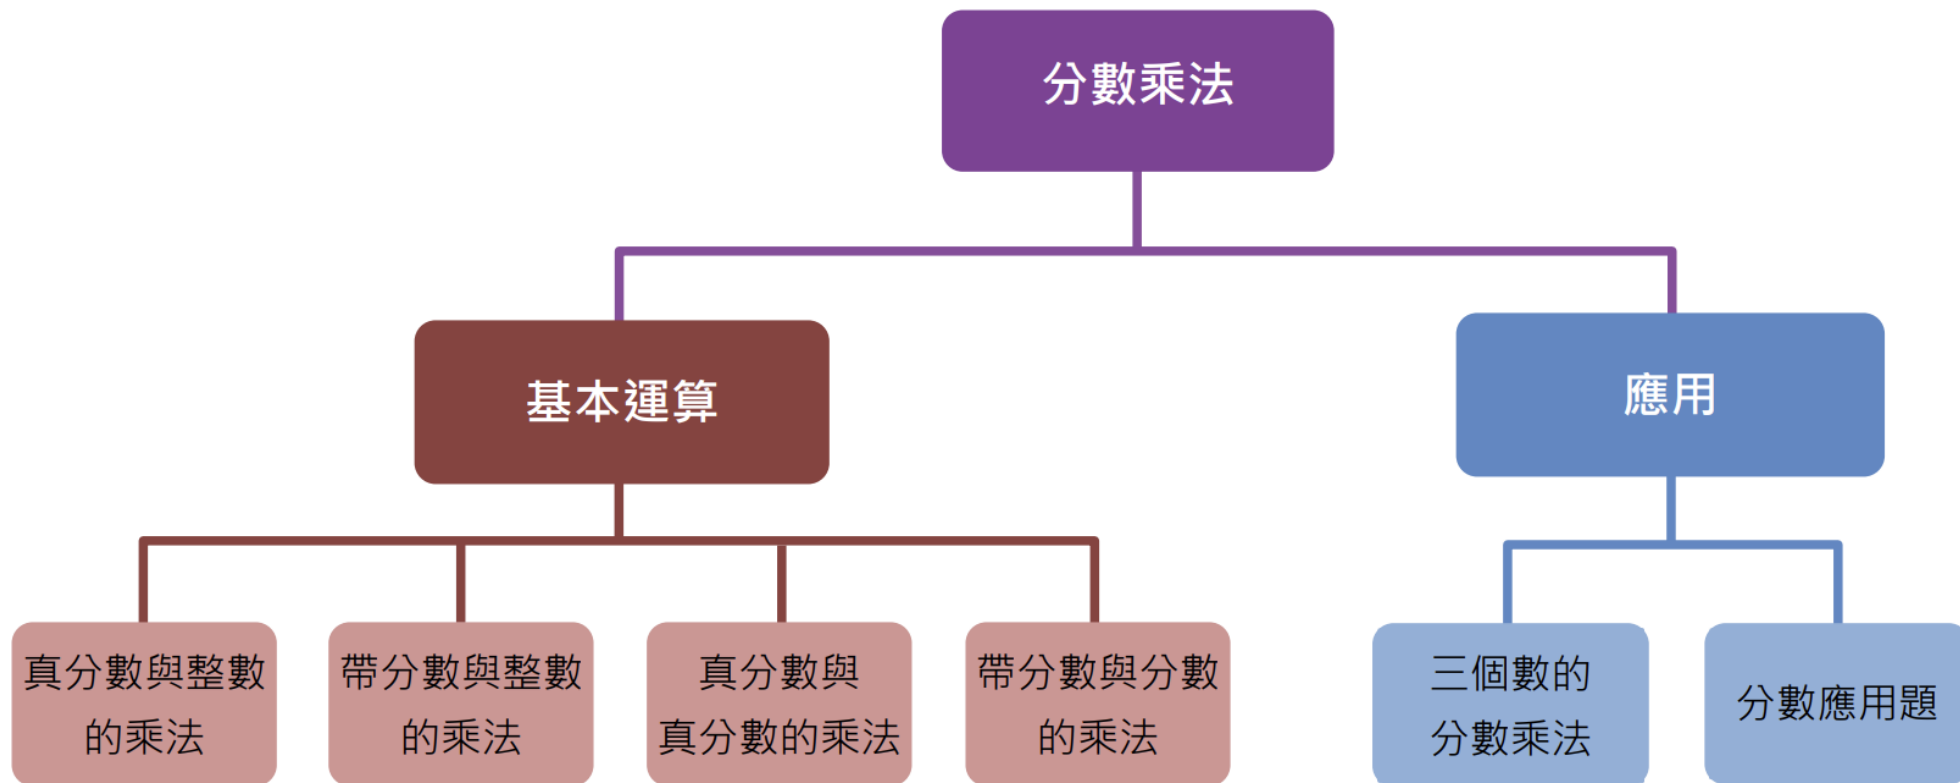 分數乘法
基本運算
應用
真分數與整數
的乘法
帶分數與整數
的乘法
真分數與
真分數的乘法
帶分數與分數
的乘法
三個數的
分數乘法
分數應用題